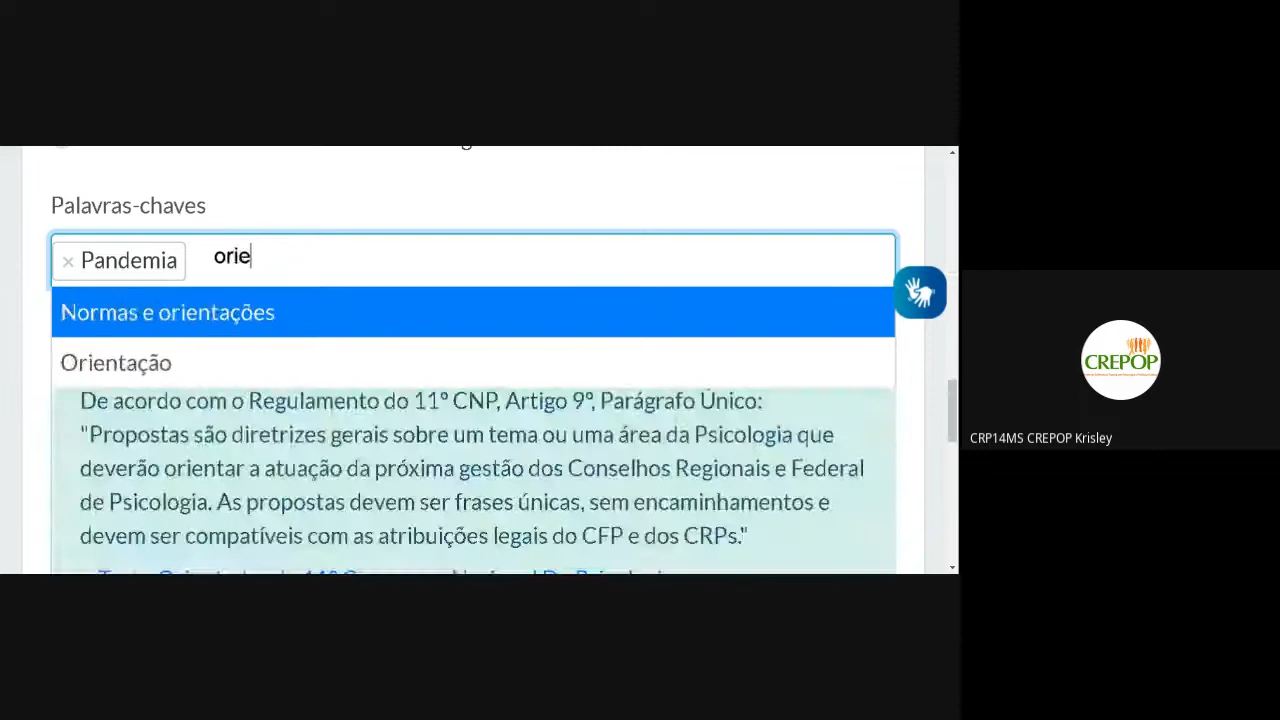 Palavras-chaves
× Pandemia orie
Normas e orientações
Orientação
De acordo com o Regulamento do 11º CNP, Artigo 9º, Parágrafo Único:
"Propostas são diretrizes gerais sobre um tema ou uma área da Psicologia que
deverão orientar a atuação da próxima gestão dos Conselhos Regionais e Federal
de Psicologia. As propostas devem ser frases únicas, sem encaminhamentos e
devem ser compatíveis com as atribuições legais do CFP e dos CRPs."
CREPOP
CRP14MS CREPOP Krisley